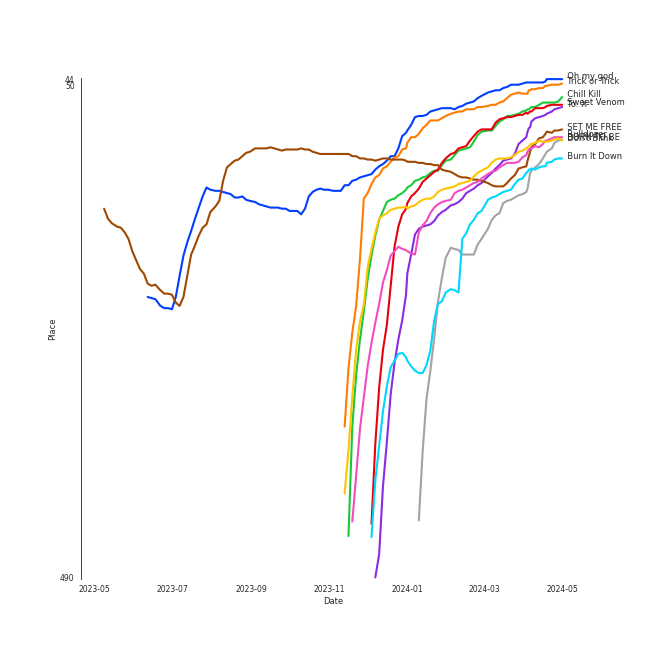 44
50
490
Place
2023-05
2023-07
2023-09
2023-11
2024-01
2024-03
2024-05
Date
Oh my god
Trick or Trick
Chill Kill
Sweet Venom
SET ME FREE
Burn It Down